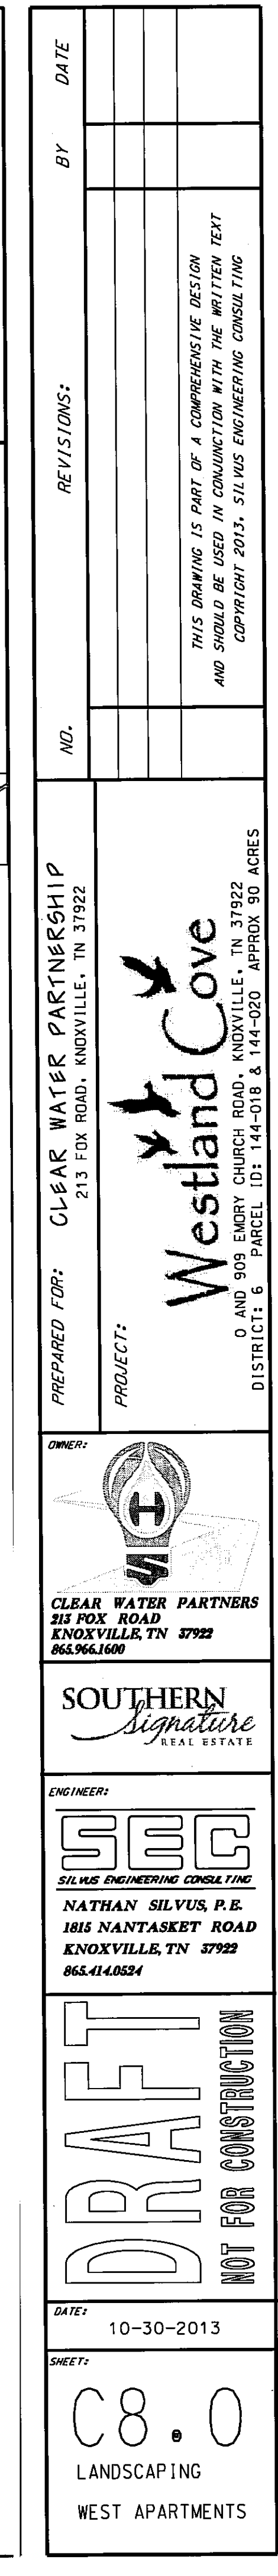 NO. REVISIONS: BY DATE
THIS DRAWING IS PART OF A COMPREHENSIVE DESIGN
AND SHOULD BE USED IN CONJUNCTION WITH THE WRITTEN TEXT
COPYRIGHT 2013, SILVUS ENGINEERING CONSULTING
PREPARED FOR: CLEAR WATER PARTNERSHIP
213 FOX ROAD, KNOXVILLE, TN 37922
PROJECT:
Westland Cove
0 AND 909 EMORY CHURCH ROAD, KNOXVILLE, TN 37922
DISTRICT: 6 PARCEL ID: 144-018 & 144-020 APPROX 90 ACRES
OWNER:
H
CLEAR WATER PARTNERS
213 FOX ROAD
KNOXVILLE, TN 37922
865.966.1600
SOUTHERN
Signature
REAL ESTATE
ENGINEER:
SEC
SILVUS ENGINEERING CONSULTING
NATHAN SILVUS, P.E.
1815 NANTASKET ROAD
KNOXVILLE, TN 37922
865.414.0524
DRAFT
NOT FOR CONSTRUCTION
DATE:
10-30-2013
SHEET:
C8.0
LANDSCAPING
WEST APARTMENTS